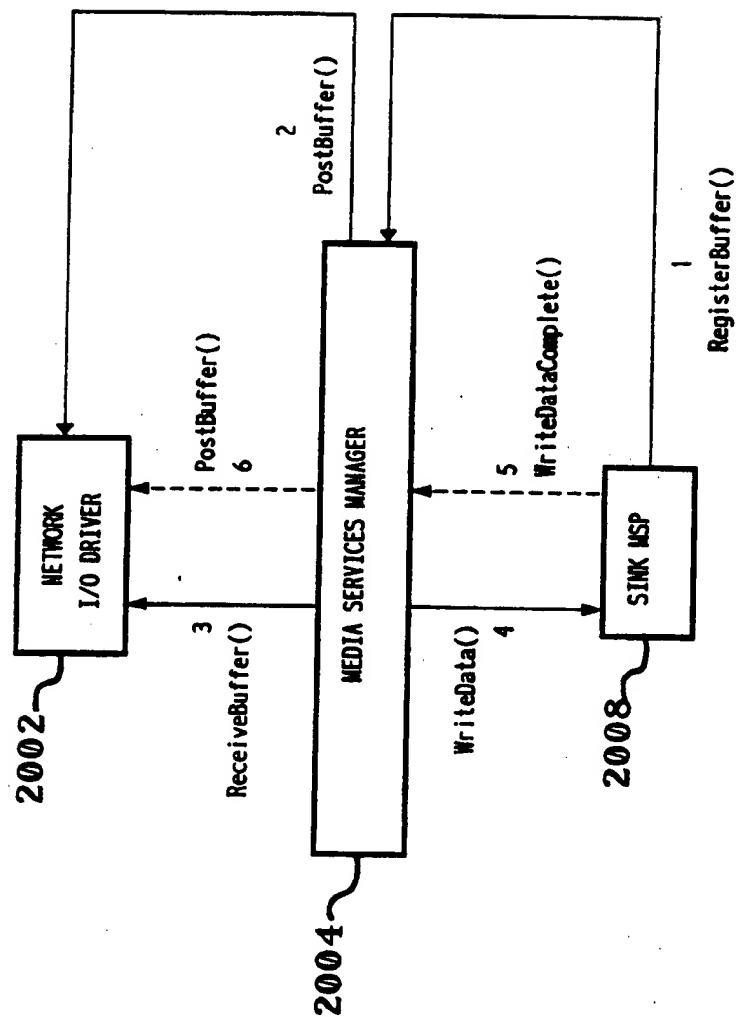 NETWORK
I/O DRIVER
2002
2
PostBuffer()
PostBuffer()
6
3
ReceiveBuffer()
MEDIA SERVICES MANAGER
2004
WriteDataComplete()
5
WriteData()
4
SINK MSP
2008
1
RegisterBuffer()